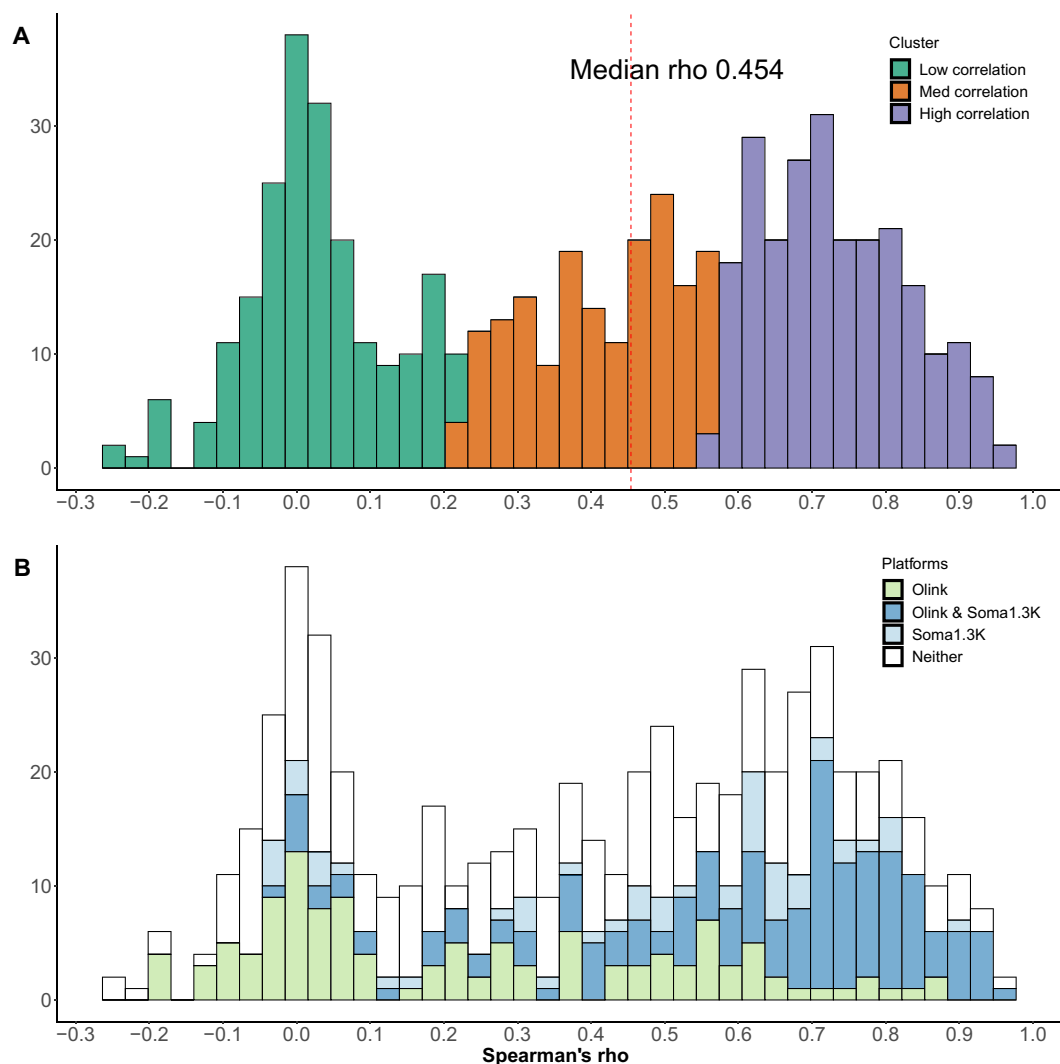 A
Median rho 0.454
Cluster
Low correlation
Med correlation
High correlation
30
20
10
0
−0.3 −0.2 −0.1 0.0 0.1 0.2 0.3 0.4 0.5 0.6 0.7 0.8 0.9 1.0
B
Platforms
Olink
Olink & Soma1.3K
Soma1.3K
Neither
30
20
10
0
−0.3 −0.2 −0.1 0.0 0.1 0.2 0.3 0.4 0.5 0.6 0.7 0.8 0.9 1.0
Spearman's rho